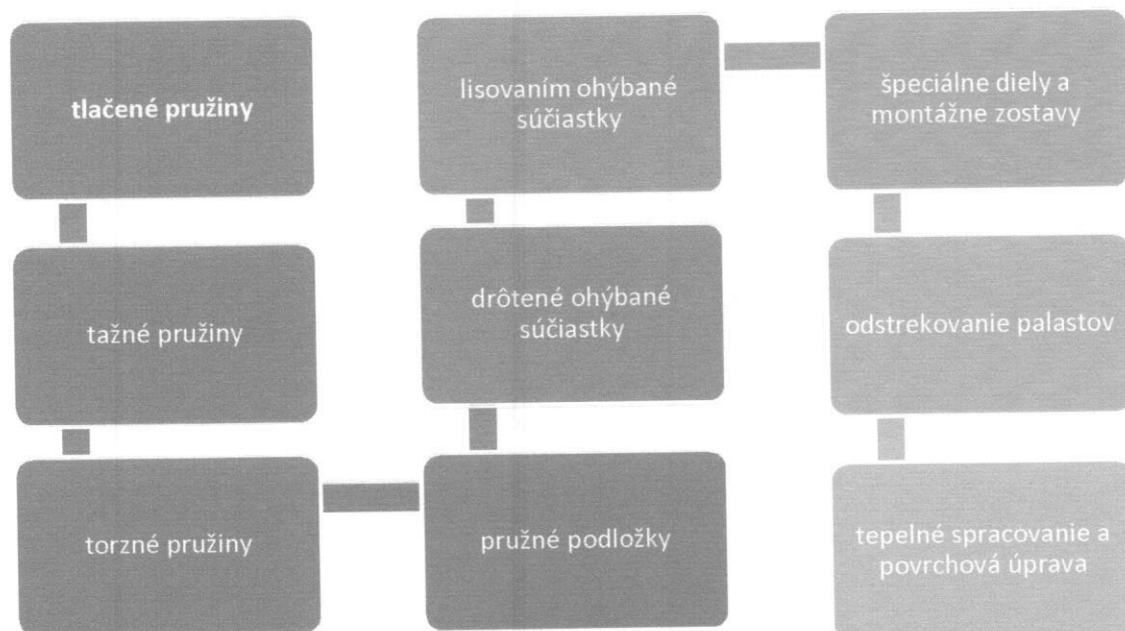 tlačené pružiny
tažné pružiny
torzné pružiny
pružné podložky
drôtené ohýbané
súčiastky
lisovaním ohýbané
súčiastky
špeciálne diely a
montážne zostavy
odstrekovanie palastov
tepelné spracovanie a
povrchová úprava